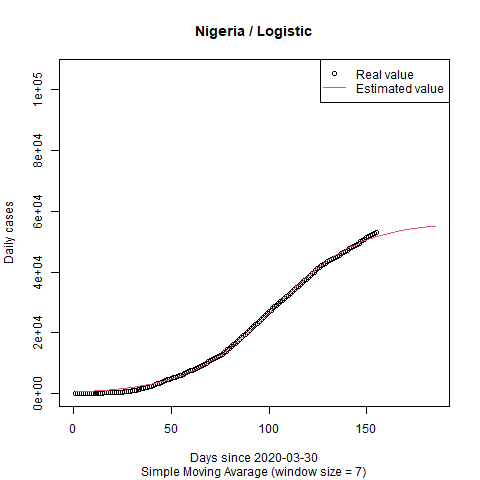 Nigeria / Logistic
Real value
Estimated value
Daily cases
1e+05
8e+04
6e+04
4e+04
2e+04
0e+00
0 50 100 150
Days since 2020-03-30
Simple Moving Avarage (window size = 7)